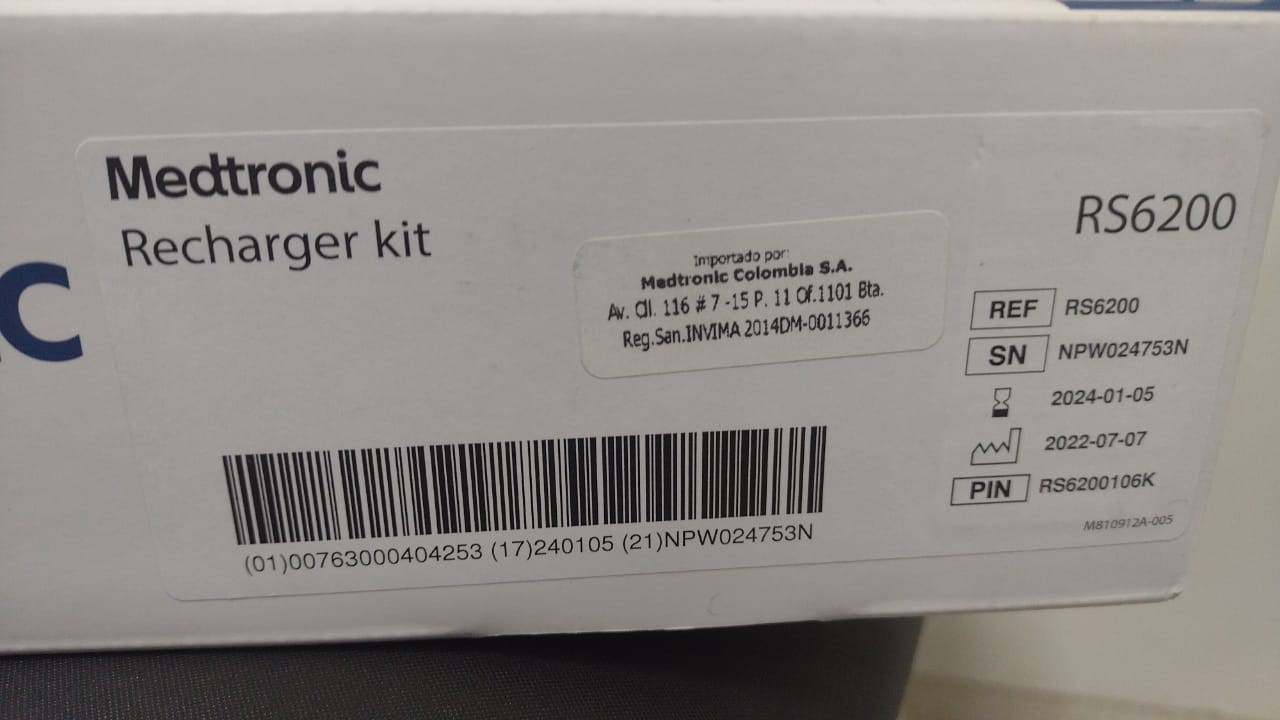 Medtronic
Recharger kit
RS6200
Importado por:
Medtronic Colombia S.A.
Av. Cll. 116 # 7 -15 P. 11 Of.1101 Bta.
Reg.San.INVIMA 2014DM-0011366
REF RS6200
SN NPW024753N
2024-01-05
2022-07-07
PIN RS6200106K
M810912A-005
(01)00763000404253 (17)240105 (21)NPW024753N
C